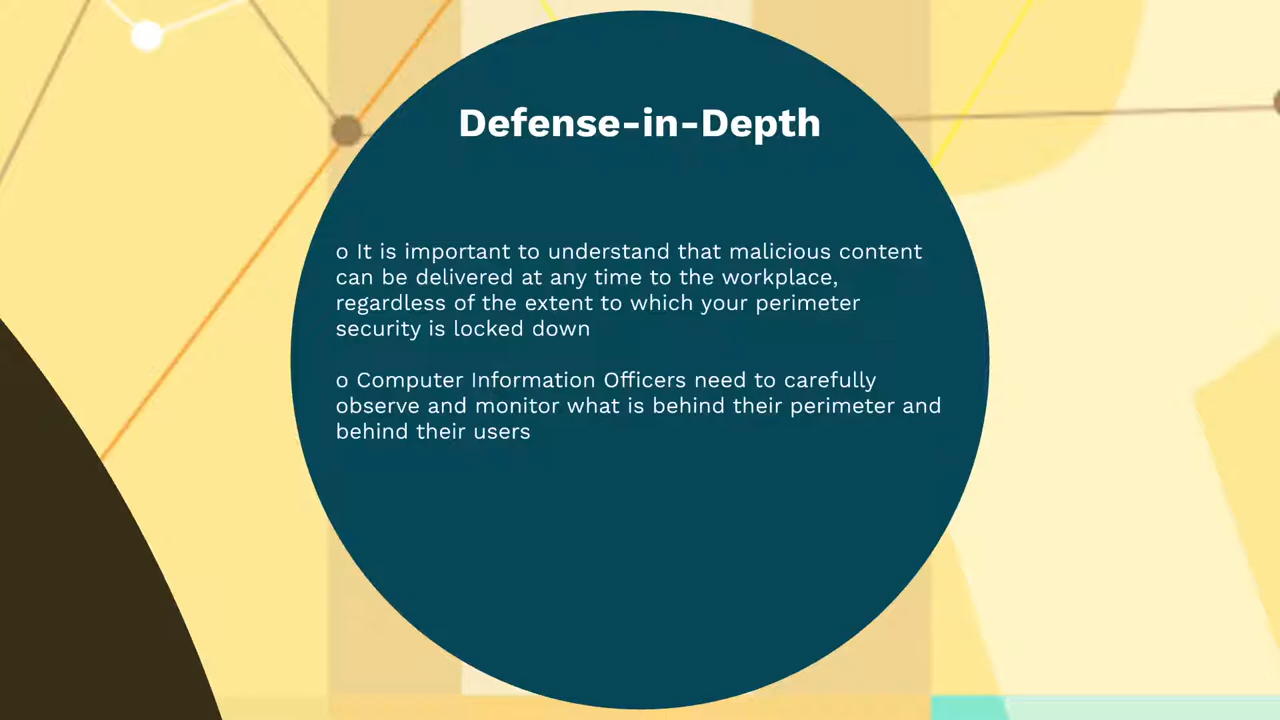 Defense-in-Depth
o It is important to understand that malicious content
can be delivered at any time to the workplace,
regardless of the extent to which your perimeter
security is locked down
o Computer Information Officers need to carefully
observe and monitor what is behind their perimeter and
behind their users